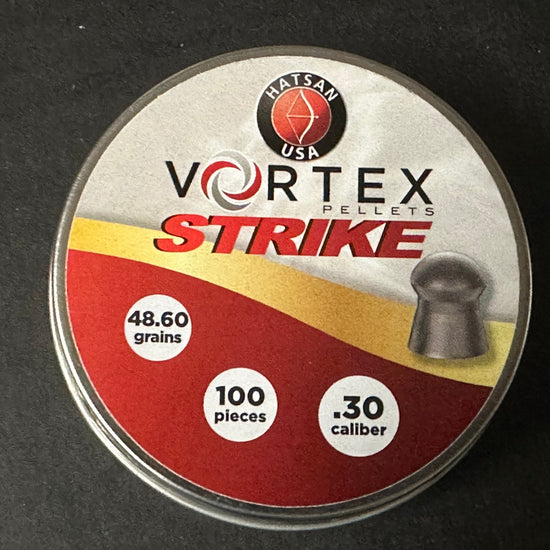 HATSAN
USA
VORTEX
PELLETS
STRIKE
48.60
grains
100
pieces
.30
caliber